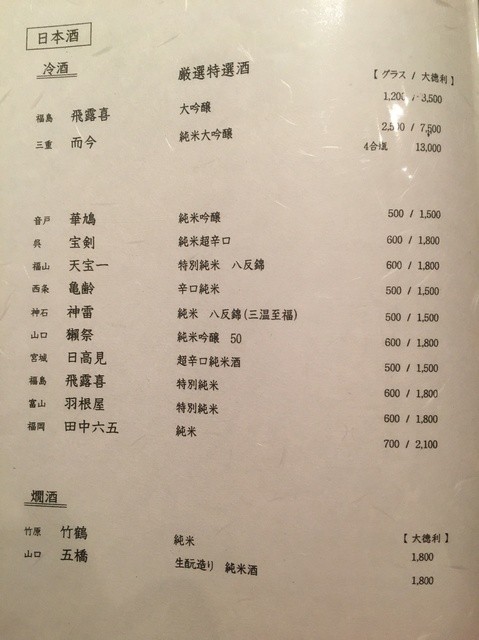 日本酒
冷酒 厳選特選酒 【 グラス / 大徳利 】
福島 飛露喜 大吟醸 1,200 / 3,500
三重 而今 純米大吟醸 2,500 / 7,500
4合瓶 13,000
音戸 華鳩 純米吟醸 500 / 1,500
呉 宝剣 純米超辛口 600 / 1,800
福山 天宝一 特別純米 八反錦 600 / 1,800
西条 亀齢 辛口純米 500 / 1,500
神石 神雷 純米 八反錦(三温至福) 500 / 1,500
山口 獺祭 純米吟醸 50 600 / 1,800
宮城 日高見 超辛口純米酒 500 / 1,500
福島 飛露喜 特別純米 600 / 1,800
富山 羽根屋 特別純米 600 / 1,800
福岡 田中六五 純米 700 / 2,100
燗酒 【 大徳利 】
竹原 竹鶴 純米 1,800
山口 五橋 生酛造り 純米酒 1,800